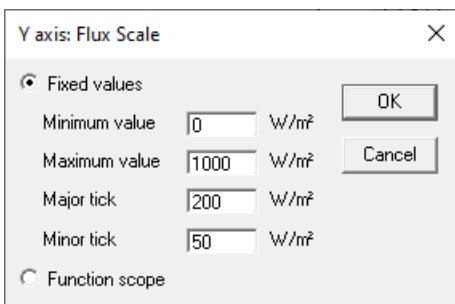 Y axis: Flux Scale
Fixed values
OK
Minimum value 0 W/m²
Maximum value 1000 W/m²
Cancel
Major tick 200 W/m²
Minor tick 50 W/m²
Function scope